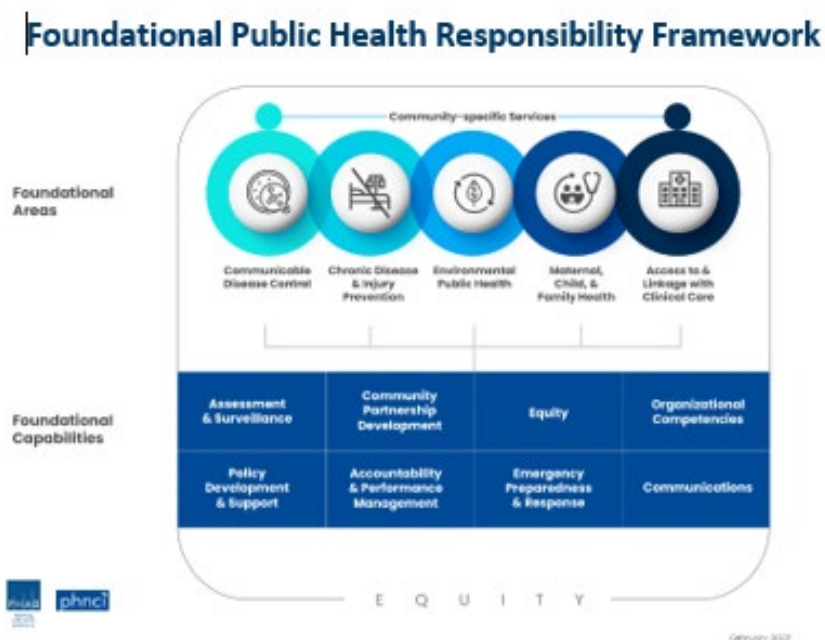 Foundational Public Health Responsibility Framework
Community-specific Services
Foundational
Areas
Communicable
Disease Control
Chronic Disease
& Injury
Prevention
Environmental
Public Health
Maternal,
Child, &
Family Health
Access to &
Linkage with
Clinical Care
Foundational
Capabilities
Assessment
& Surveillance
Community
Partnership
Development
Equity
Organizational
Competencies
Policy
Development
& Support
Accountability
& Performance
Management
Emergency
Preparedness
& Response
Communications
PHAB
phnci
E Q U I T Y
February